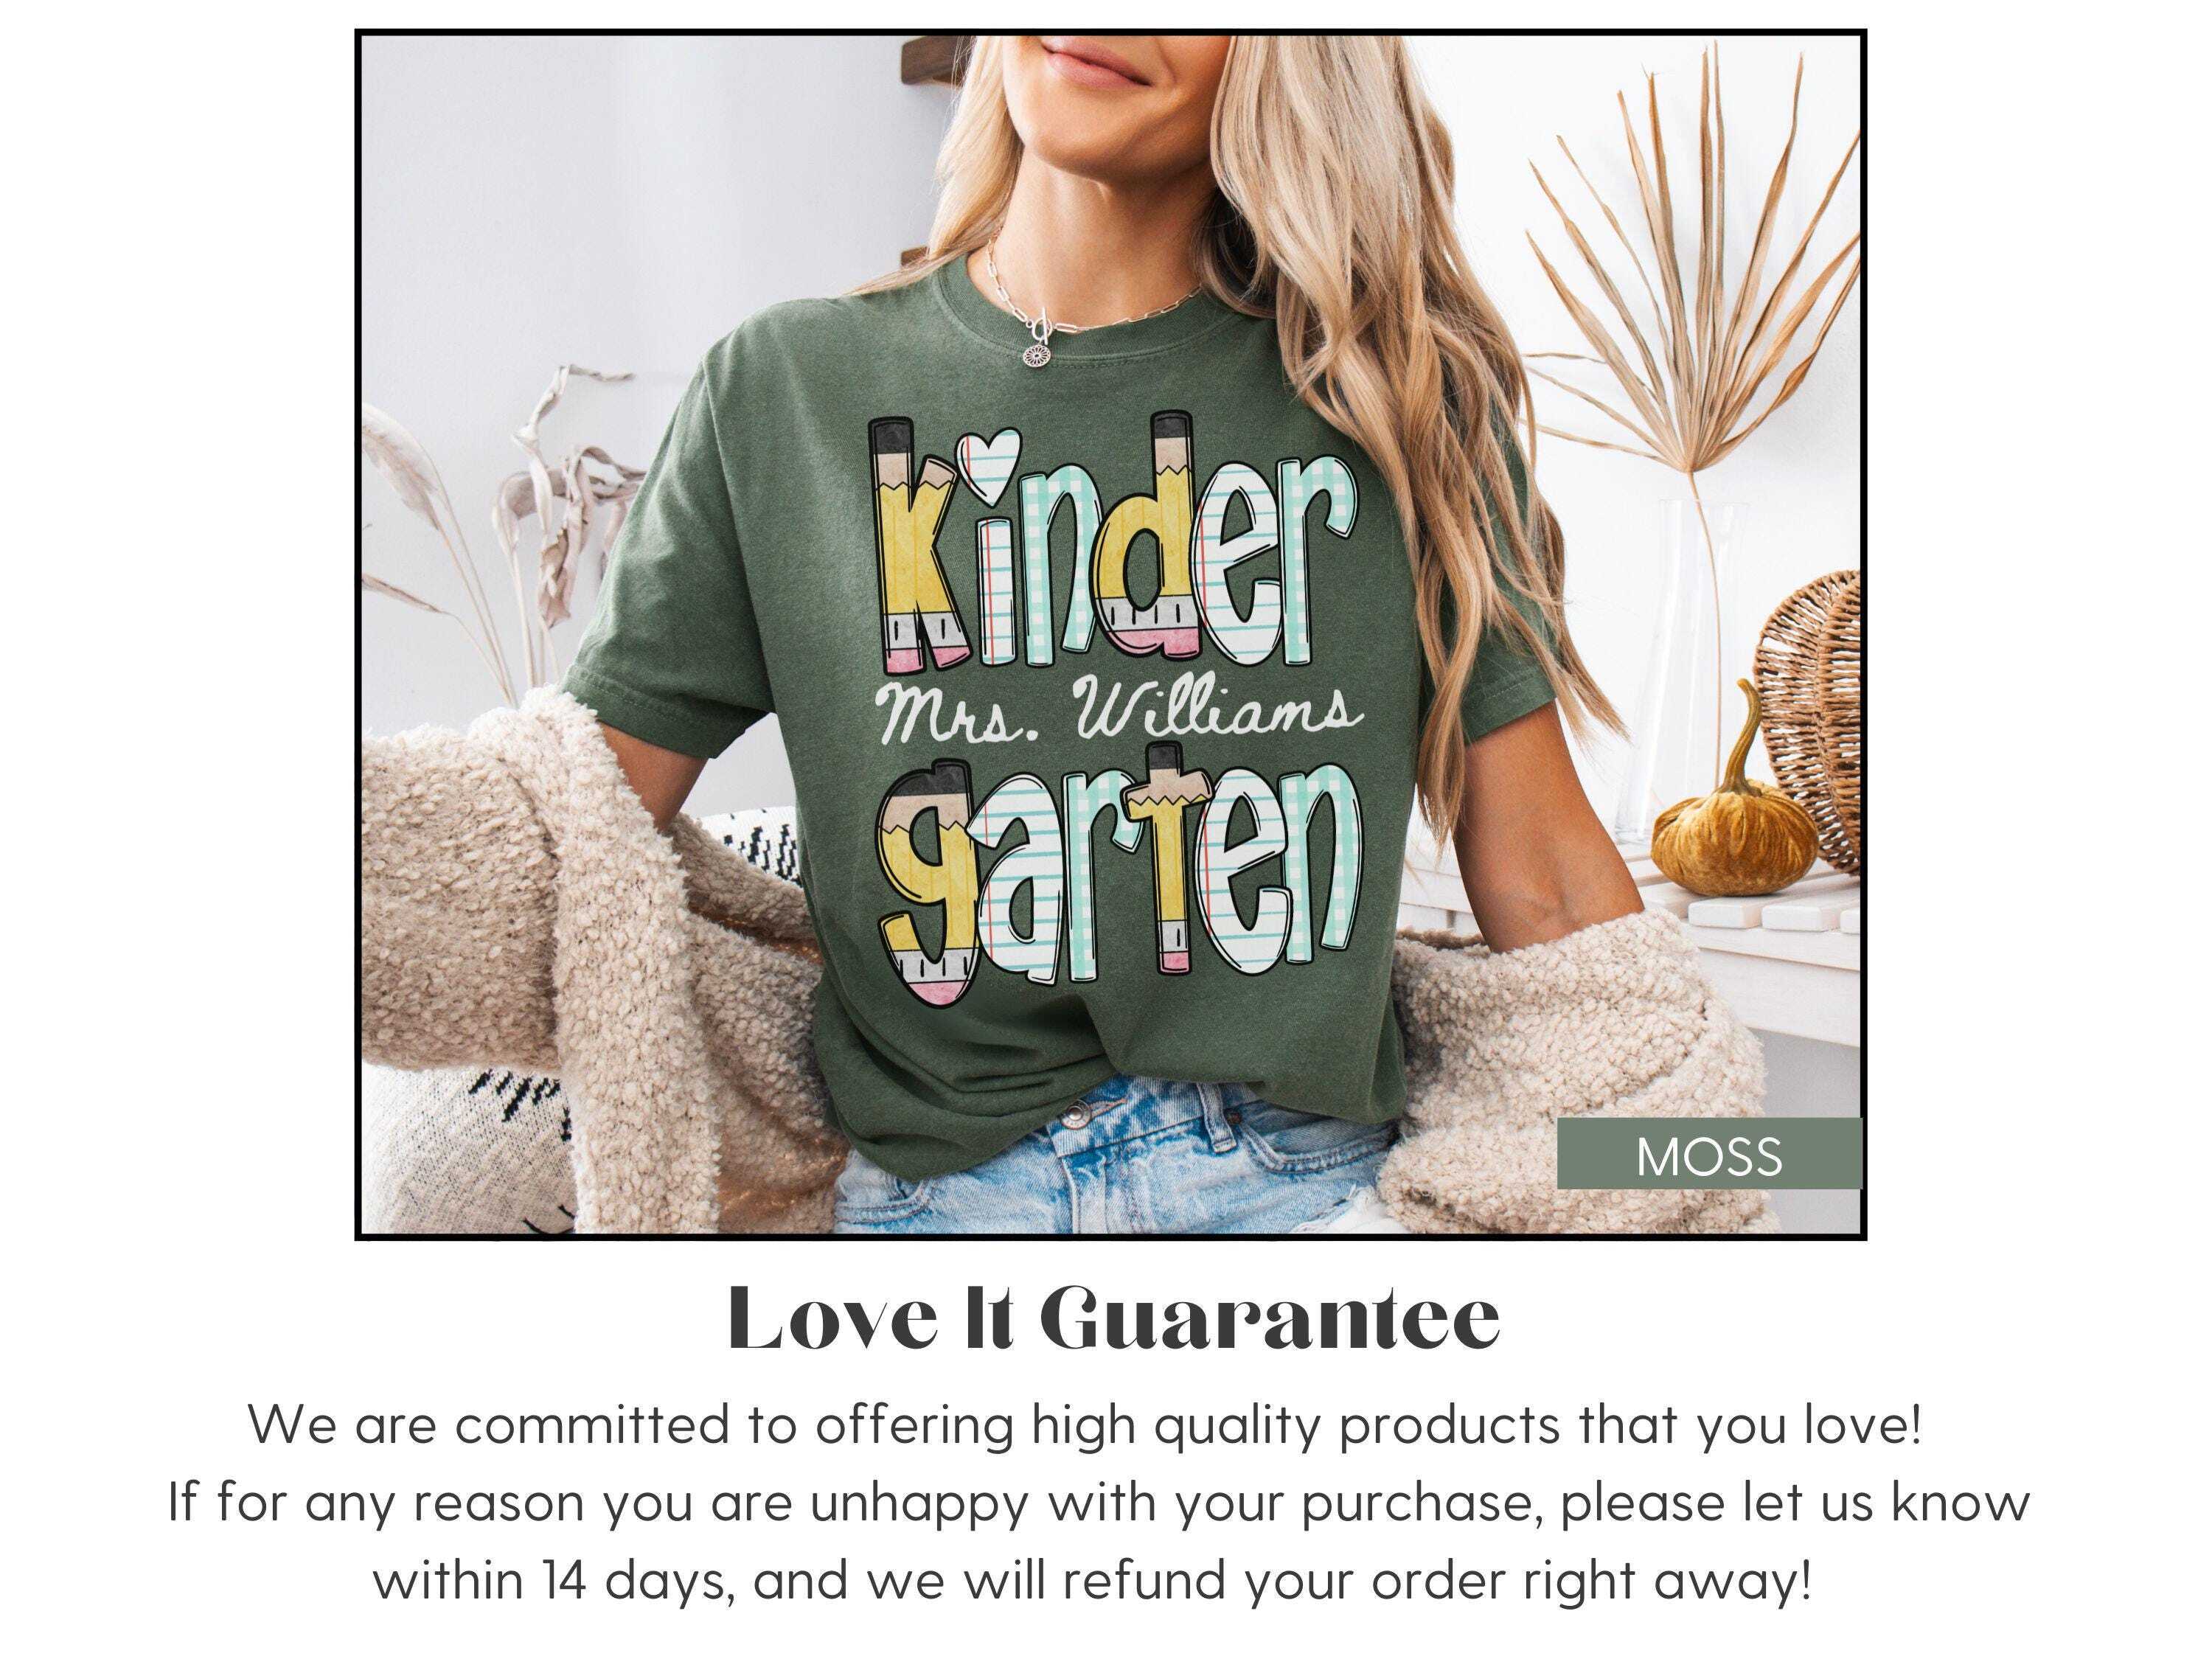 kinder
Mrs. Williams
garten
MOSS
Love It Guarantee
We are committed to offering high quality products that you love!
If for any reason you are unhappy with your purchase, please let us know
within 14 days, and we will refund your order right away!